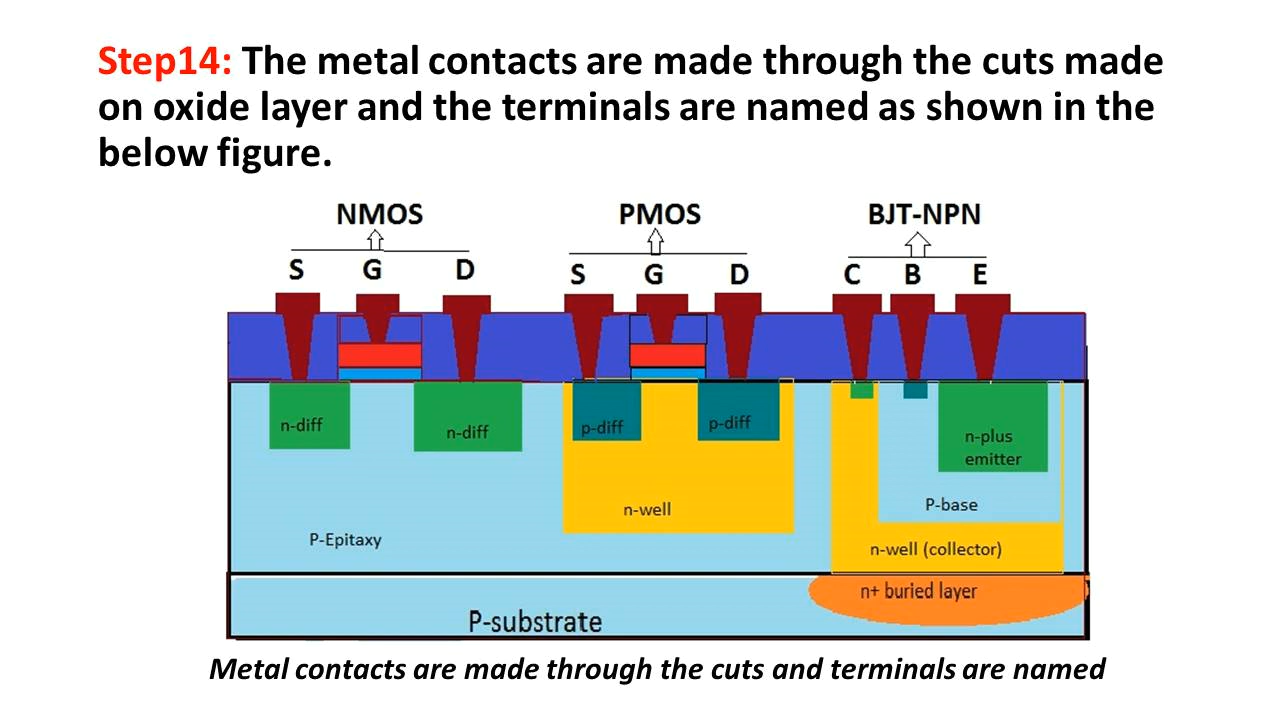 Step14: The metal contacts are made through the cuts made
on oxide layer and the terminals are named as shown in the
below figure.
NMOS
PMOS
BJT-NPN
S G D
S G D
C B E
n-diff
n-diff
p-diff
p-diff
n-plus
emitter
n-well
P-base
P-Epitaxy
n-well (collector)
n+ buried layer
P-substrate
Metal contacts are made through the cuts and terminals are named